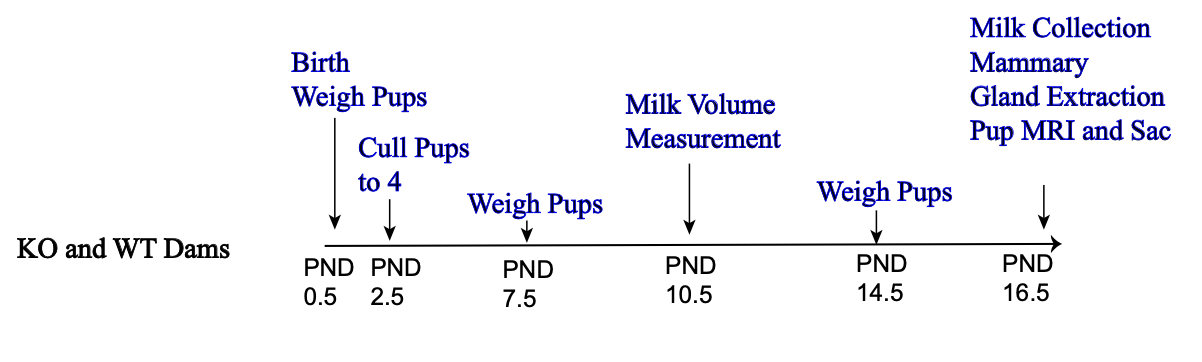 Birth
Weigh Pups
Cull Pups
to 4
Weigh Pups
Milk Volume
Measurement
Weigh Pups
Milk Collection
Mammary
Gland Extraction
Pup MRI and Sac
KO and WT Dams
PND
0.5
PND
2.5
PND
7.5
PND
10.5
PND
14.5
PND
16.5